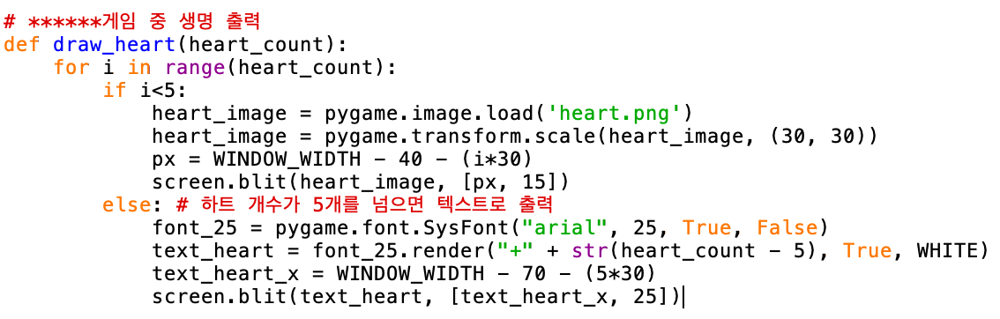 # ******게임 중 생명 출력
def draw_heart(heart_count):
    for i in range(heart_count):
        if i<5:
            heart_image = pygame.image.load('heart.png')
            heart_image = pygame.transform.scale(heart_image, (30, 30))
            px = WINDOW_WIDTH - 40 - (i*30)
            screen.blit(heart_image, [px, 15])
        else: # 하트 개수가 5개를 넘으면 텍스트로 출력
            font_25 = pygame.font.SysFont("arial", 25, True, False)
            text_heart = font_25.render("+" + str(heart_count - 5), True, WHITE)
            text_heart_x = WINDOW_WIDTH - 70 - (5*30)
            screen.blit(text_heart, [text_heart_x, 25])